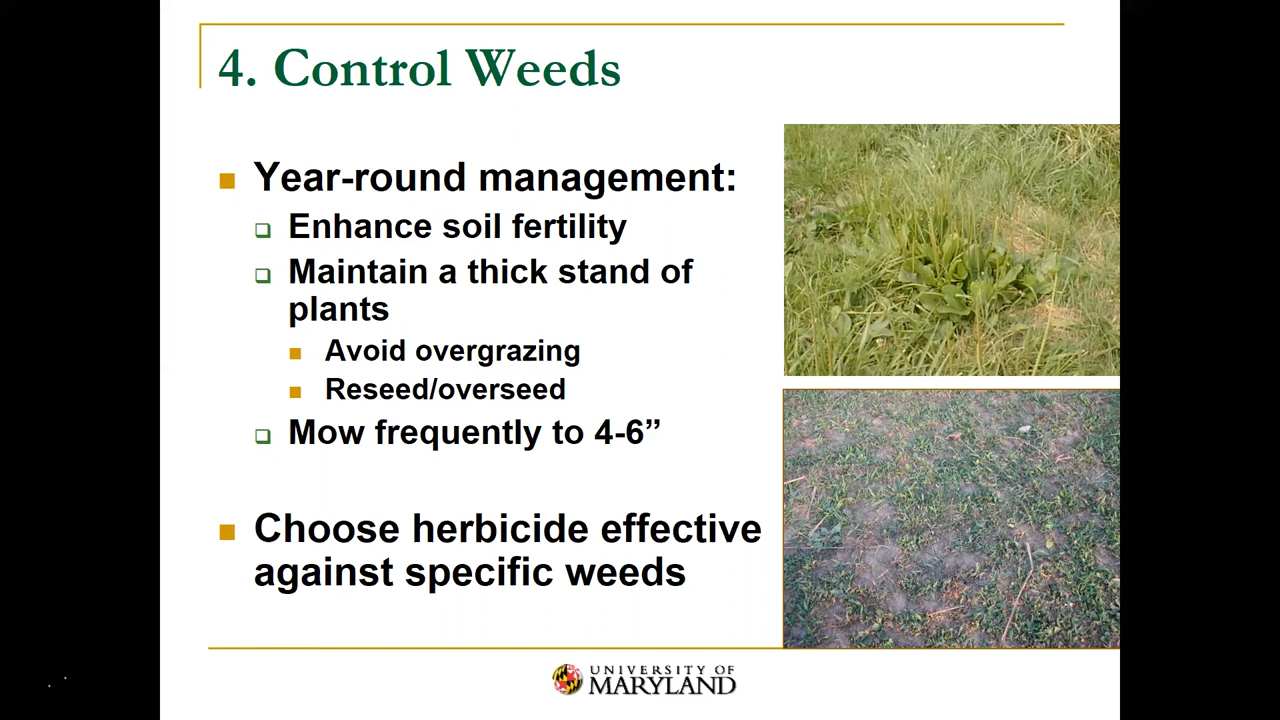 4. Control Weeds
Year-round management:
Enhance soil fertility
Maintain a thick stand of
plants
Avoid overgrazing
Reseed/overseed
Mow frequently to 4-6”
Choose herbicide effective
against specific weeds
UNIVERSITY OF
MARYLAND